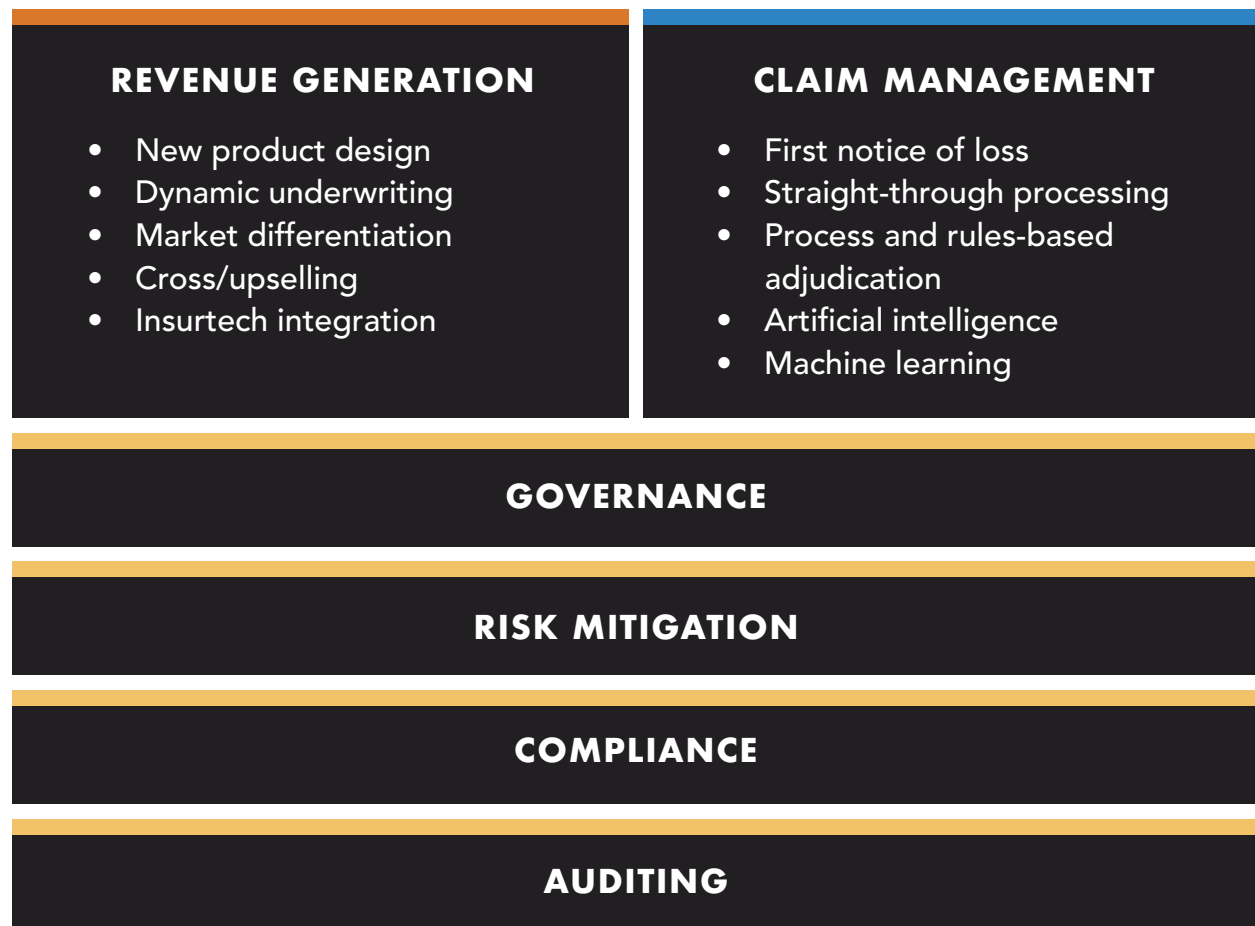 REVENUE GENERATION
• New product design
• Dynamic underwriting
• Market differentiation
• Cross/upselling
• Insurtech integration
CLAIM MANAGEMENT
• First notice of loss
• Straight-through processing
• Process and rules-based
adjudication
• Artificial intelligence
• Machine learning
GOVERNANCE
RISK MITIGATION
COMPLIANCE
AUDITING